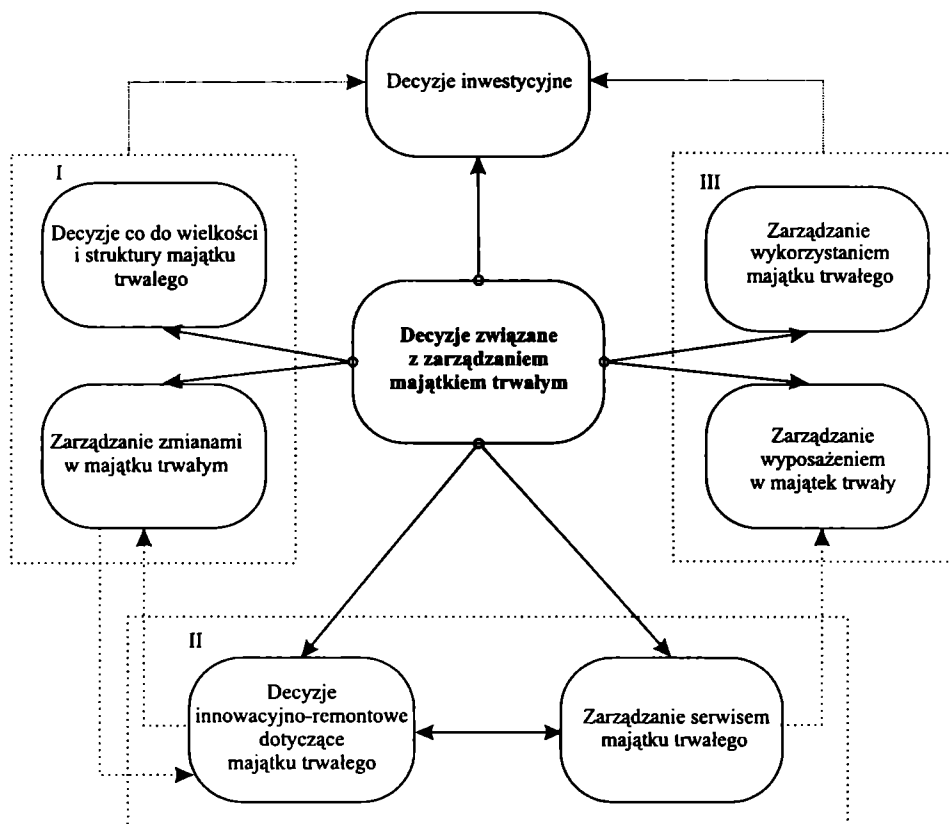 Decyzje inwestycyjne
I
Decyzje co do wielkości
i struktury majątku
trwalego
Zarządzanie zmianami
w majątku trwałym
Decyzje związane
z zarządzaniem
majątkiem trwałym
III
Zarządzanie
wykorzystaniem
majątku trwałego
Zarządzanie
wyposażeniem
w majątek trwały
II
Decyzje
innowacyjno-remontowe
dotyczące
majątku trwałego
Zarządzanie serwisem
majątku trwałego